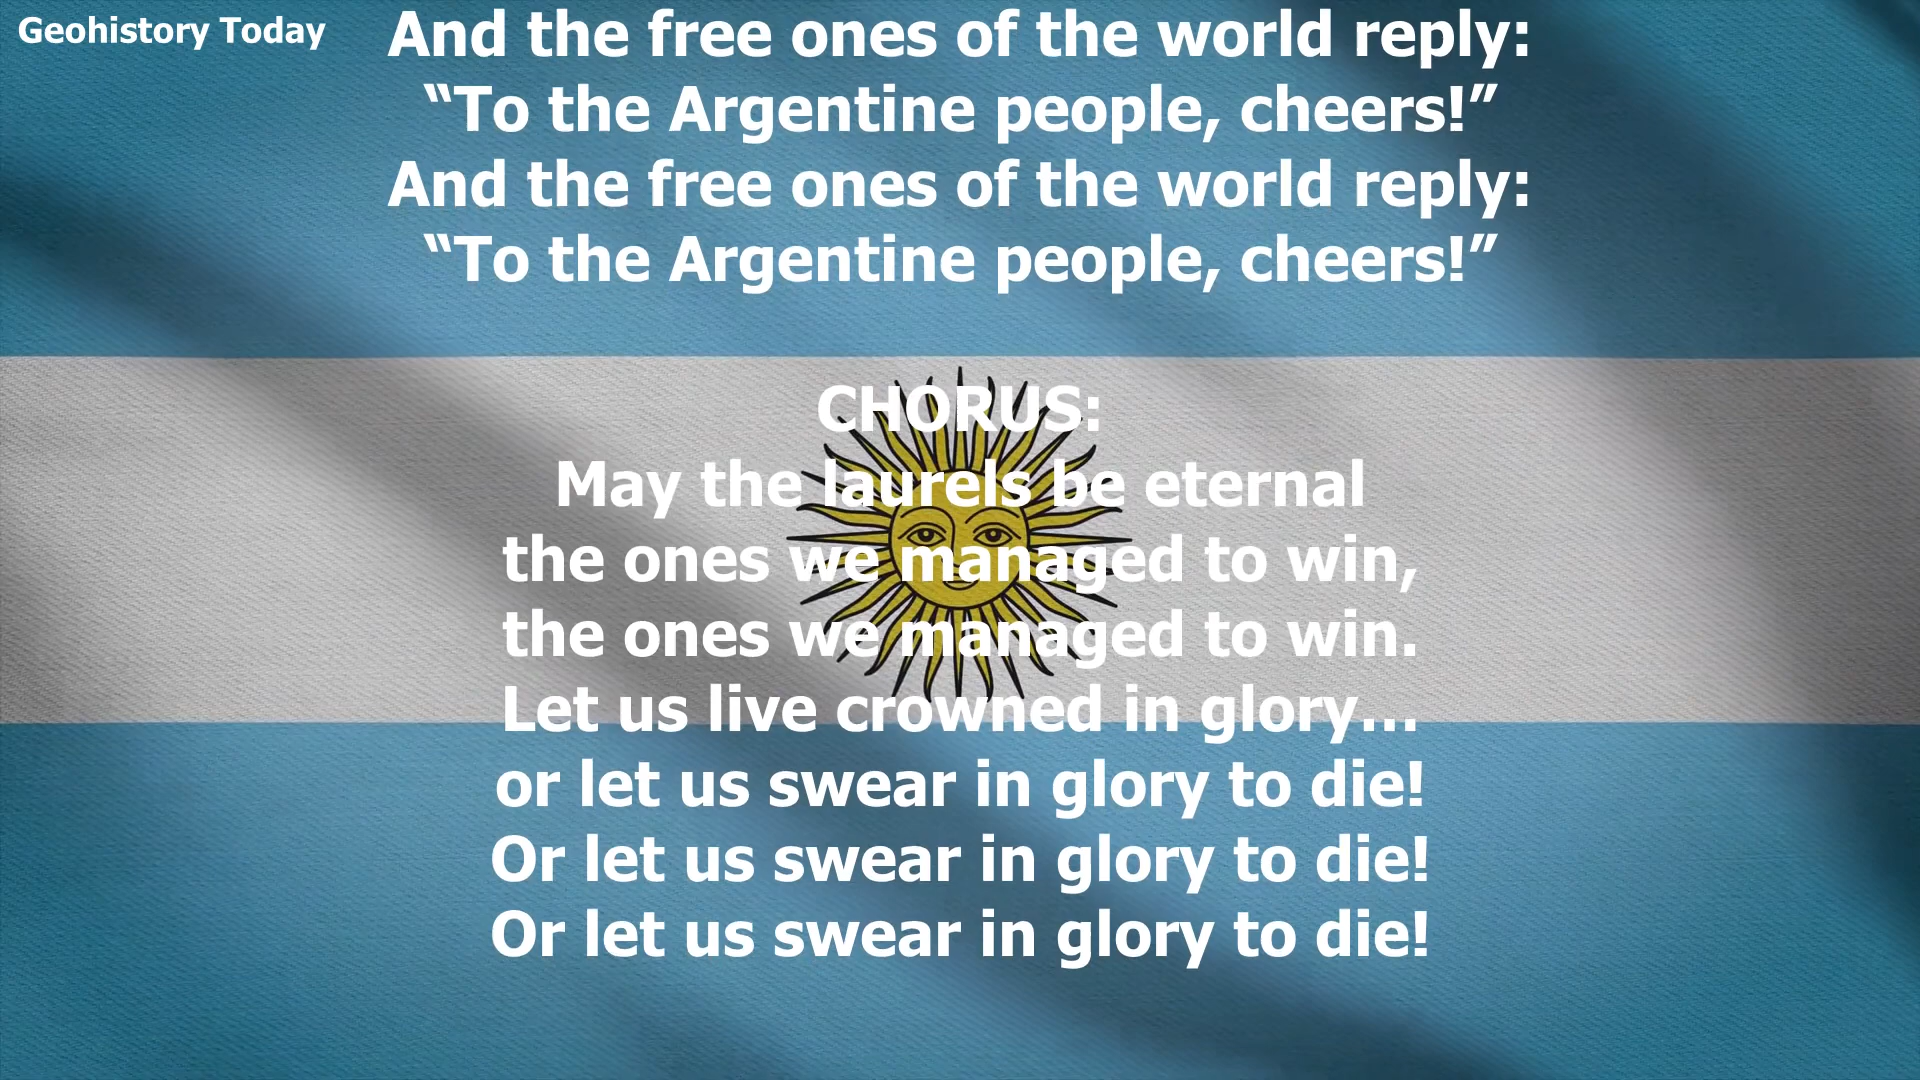 Geohistory Today
And the free ones of the world reply:
“To the Argentine people, cheers!”
And the free ones of the world reply:
“To the Argentine people, cheers!”
CHORUS:
May the laurels be eternal
the ones we managed to win,
the ones we managed to win.
Let us live crowned in glory...
or let us swear in glory to die!
Or let us swear in glory to die!
Or let us swear in glory to die!